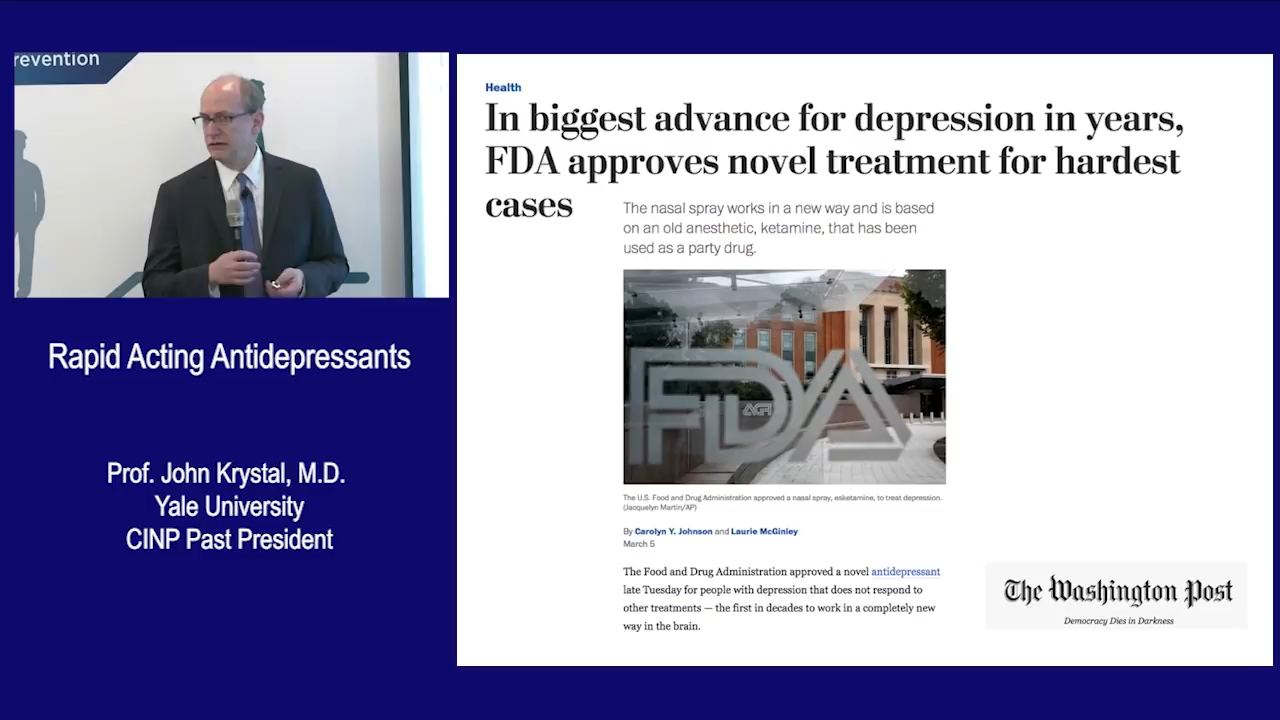 revention
Rapid Acting Antidepressants
Prof. John Krystal, M.D.
Yale University
CINP Past President
Health
In biggest advance for depression in years,
FDA approves novel treatment for hardest
cases
The nasal spray works in a new way and is based
on an old anesthetic, ketamine, that has been
used as a party drug.
FDA
The U.S. Food and Drug Administration approved a nasal spray, esketamine, to treat depression.
(Jacquelyn Martin/AP)
By Carolyn Y. Johnson and Laurie McGinley
March 5
The Food and Drug Administration approved a novel antidepressant
late Tuesday for people with depression that does not respond to
other treatments — the first in decades to work in a completely new
way in the brain.
The Washington Post
Democracy Dies in Darkness